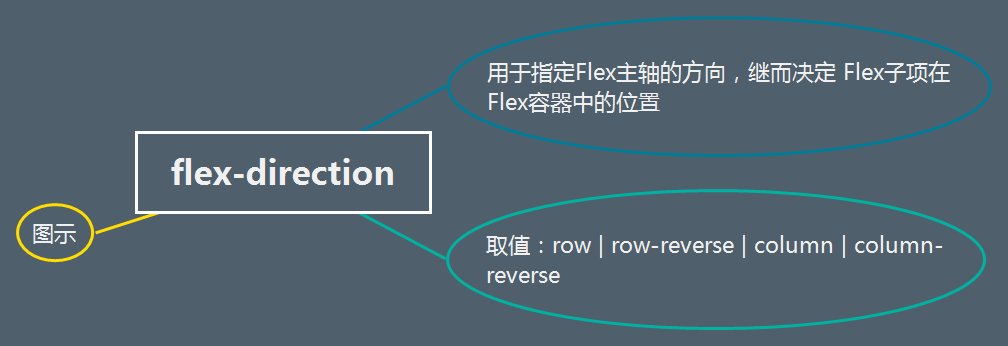 用于指定Flex主轴的方向，继而决定 Flex子项在
Flex容器中的位置
flex-direction
图示
取值：row | row-reverse | column | column-
reverse